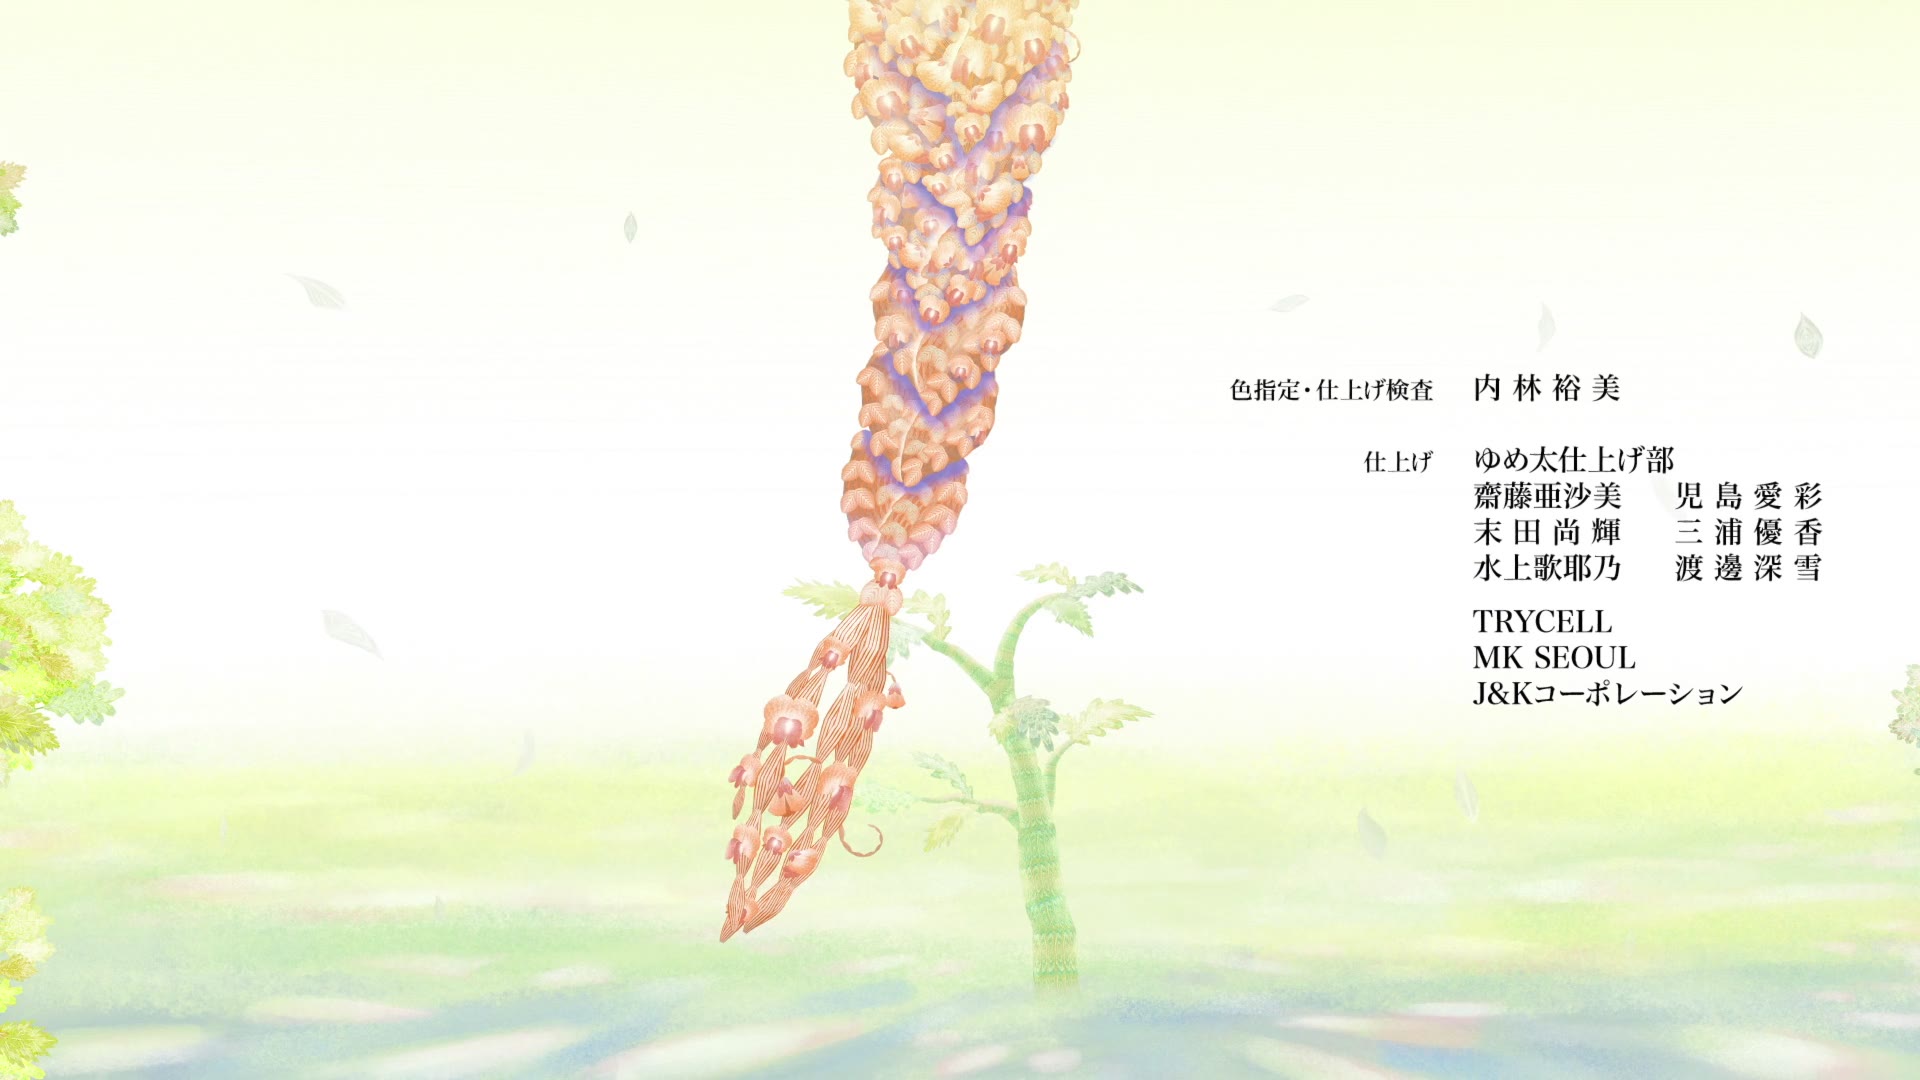 色指定・仕上げ検査 内林裕美
仕上げ ゆめ太仕上げ部
齋藤亜沙美 児島愛彩
末田尚輝 三浦優香
水上歌耶乃 渡邊深雪
TRYCELL
MK SEOUL
J&Kコーポレーション